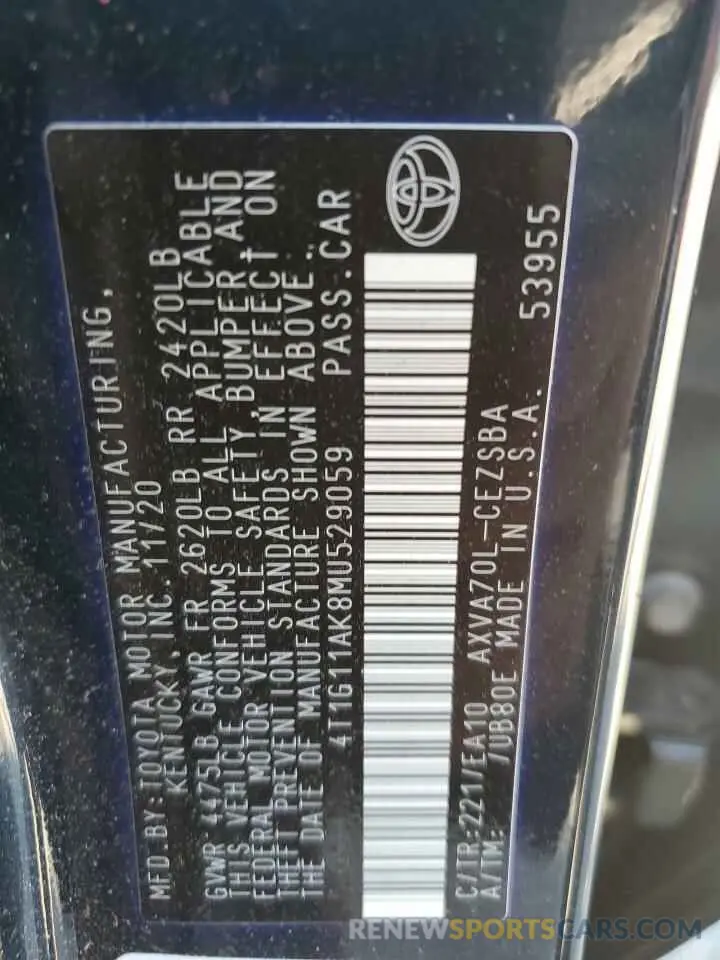 MFD.BY:TOYOTA MOTOR MANUFACTURING,
KENTUCKY,INC. 11/20
GVWR 4475LB GAWR FR 2620LB RR 2420LB
THIS VEHICLE CONFORMS TO ALL APPLICABLE
FEDERAL MOTOR VEHICLE SAFETY,BUMPER,AND
THEFT PREVENTION STANDARDS IN EFFECT ON
THE DATE OF MANUFACTURE SHOWN ABOVE.
4T1G11AK8MU529059 PASS.CAR
C/TR:221/EA10 AXVA70L-CEZSBA
A/TM: /UB80E MADE IN U.S.A. 53955
RENEWSPORTSCARS.COM